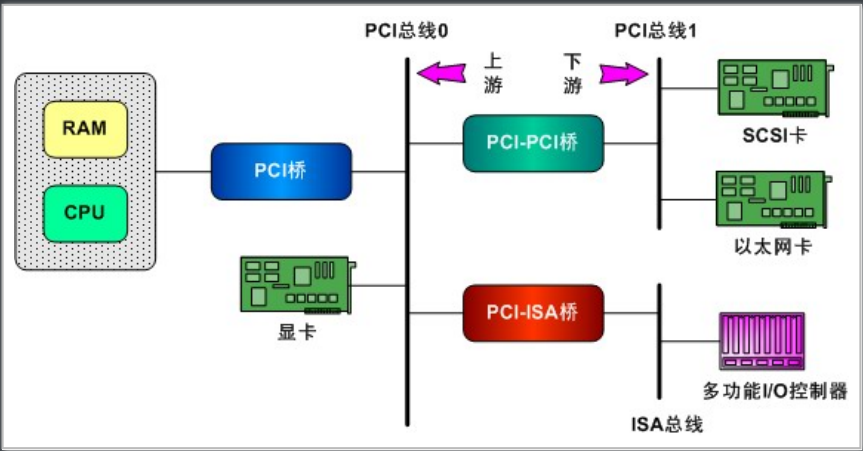 PCI总线0
PCI总线1
上游
下游
RAM
CPU
PCI桥
PCI-PCI桥
SCSI卡
以太网卡
显卡
PCI-ISA桥
多功能I/O控制器
ISA总线